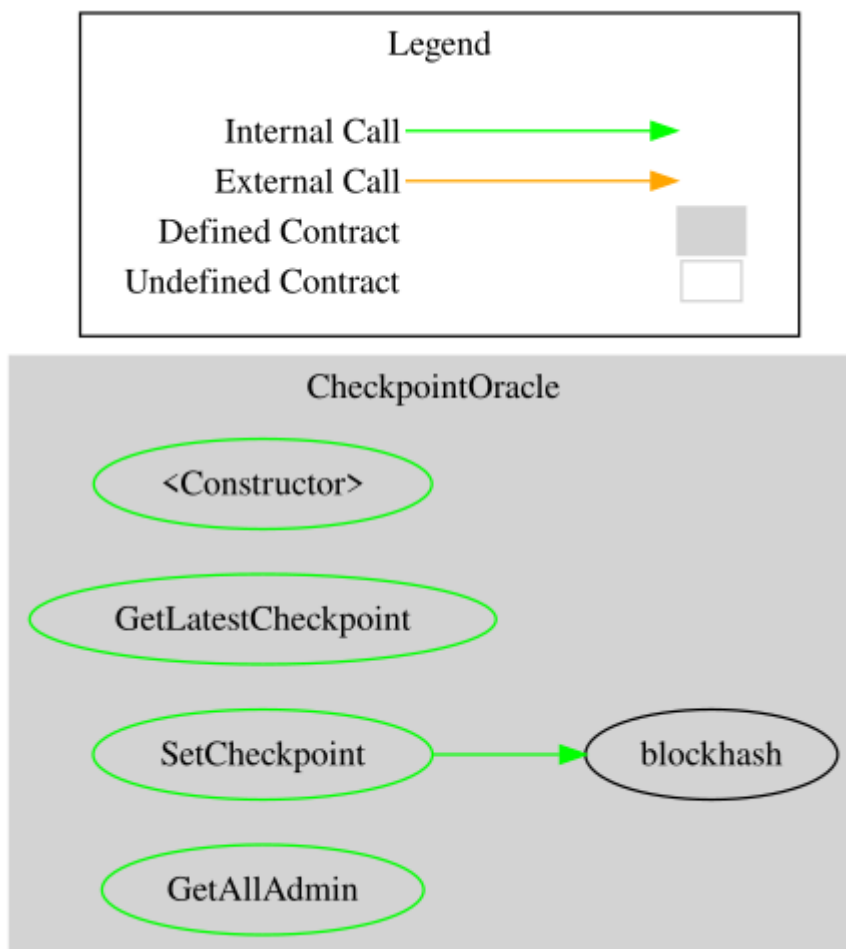 Legend
Internal Call
External Call
Defined Contract
Undefined Contract
CheckpointOracle
<Constructor>
GetLatestCheckpoint
SetCheckpoint
blockhash
GetAllAdmin